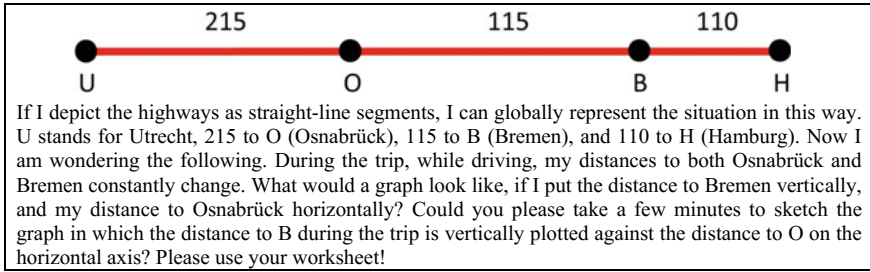 215 115 110
U O B H
If I depict the highways as straight-line segments, I can globally represent the situation in this way.
U stands for Utrecht, 215 to O (Osnabrück), 115 to B (Bremen), and 110 to H (Hamburg). Now I
am wondering the following. During the trip, while driving, my distances to both Osnabrück and
Bremen constantly change. What would a graph look like, if I put the distance to Bremen vertically,
and my distance to Osnabrück horizontally? Could you please take a few minutes to sketch the
graph in which the distance to B during the trip is vertically plotted against the distance to O on the
horizontal axis? Please use your worksheet!